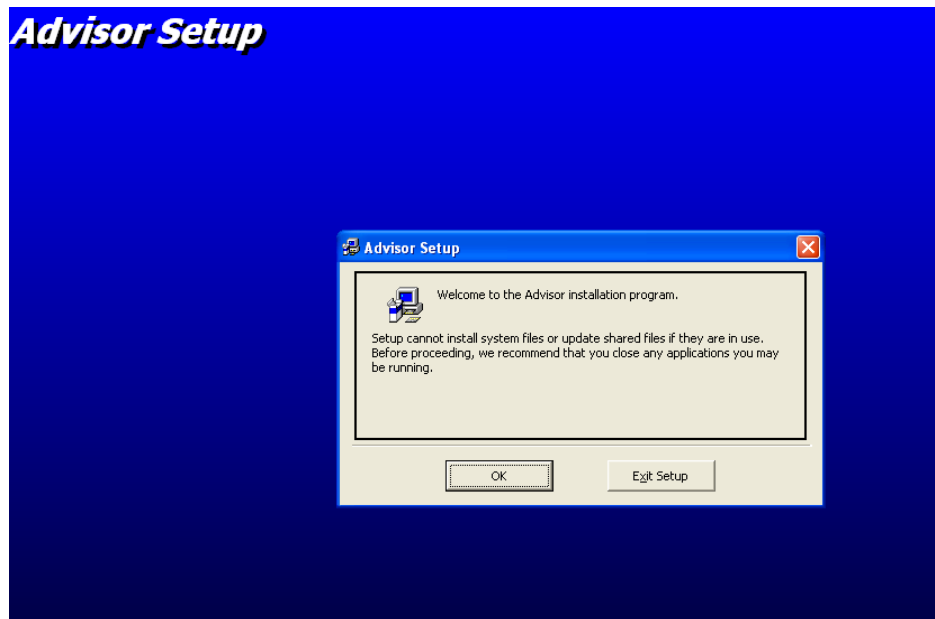 Advisor Setup
Advisor Setup
Welcome to the Advisor installation program.
Setup cannot install system files or update shared files if they are in use.
Before proceeding, we recommend that you close any applications you may
be running.
OK
Exit Setup